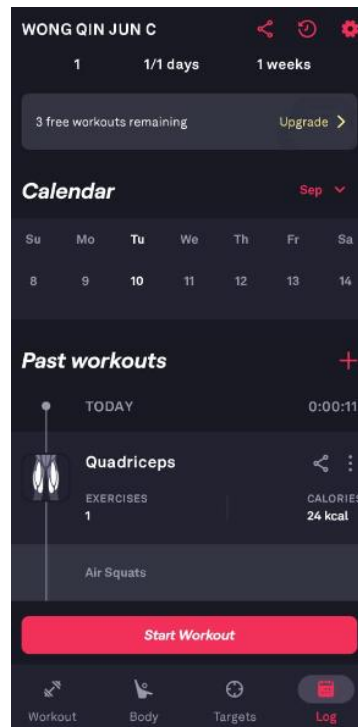 WONG QIN JUN C
1 1/1 days 1 weeks
3 free workouts remaining Upgrade
Calendar Sep
Su Mo Tu We Th Fr Sa
8 9 10 11 12 13 14
Past workouts
TODAY 0:00:11
Quadriceps
EXERCISES CALORIES
1 24 kcal
Air Squats
Start Workout
Workout Body Targets Log